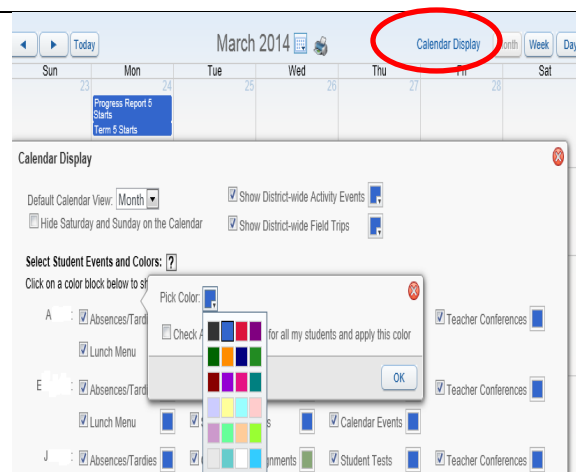 Today March 2014 Calendar Display Month Week Day
Sun Mon Tue Wed Thu Fri Sat
23 24 25 26 27 28
Progress Report 5
Starts
Term 5 Starts
Calendar Display
Default Calendar View: Month Show District-wide Activity Events
Hide Saturday and Sunday on the Calendar Show District-wide Field Trips
Select Student Events and Colors: ?
Click on a color block below to sh
Pick Color:
A : Absences/Tardies Teacher Conferences
Check A for all my students and apply this color
Lunch Menu
OK
E : Absences/Tard Teacher Conferences
Lunch Menu S s Calendar Events
J : Absences/Tardies gnments Student Tests Teacher Conferences